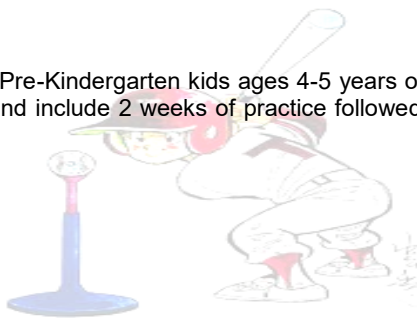 Pre-Kindergarten kids ages 4-5 years o
nd include 2 weeks of practice followed